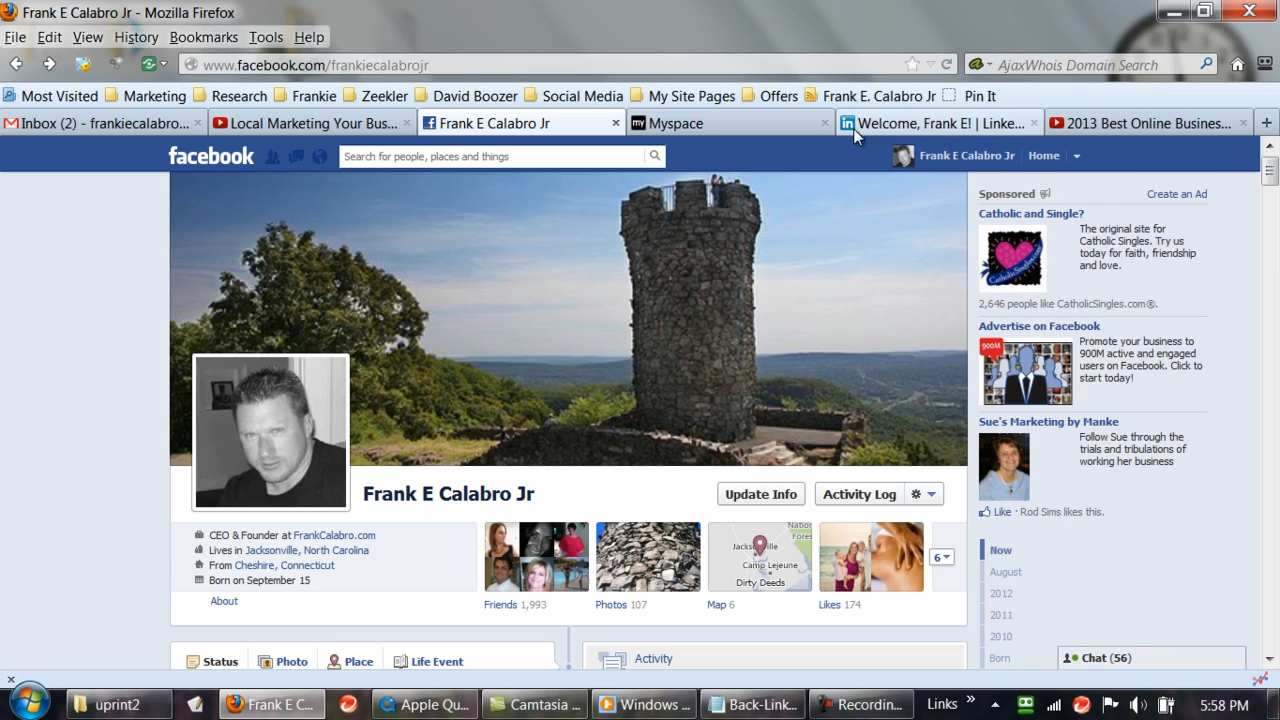 Frank E Calabro Jr - Mozilla Firefox
File Edit View History Bookmarks Tools Help
www.facebook.com/frankiecalabrojr
AjaxWhois Domain Search
Most Visited Marketing Research Frankie Zeekler David Boozer Social Media My Site Pages Offers Frank E. Calabro Jr Pin It
Inbox (2) - frankiecalabro... Local Marketing Your Bus... Frank E Calabro Jr Myspace Welcome, Frank E! | Linke... 2013 Best Online Business...
facebook Search for people, places and things Frank E Calabro Jr Home
Sponsored Create an Ad
Catholic and Single?
The original site for
Catholic Singles. Try us
today for faith, friendship
and love.
2,646 people like CatholicSingles.com®.
Advertise on Facebook
900M
Promote your business to
900M active and engaged
users on Facebook. Click to
start today!
Sue's Marketing by Manke
Follow Sue through the
trials and tribulations of
working her business
Like · Rod Sims likes this.
Frank E Calabro Jr
Update Info Activity Log
CEO & Founder at FrankCalabro.com
Lives in Jacksonville, North Carolina
From Cheshire, Connecticut
Born on September 15
About
Jacksonville
Camp Lejeune
Dirty Deeds
6
Friends 1,993 Photos 107 Map 6 Likes 174
Now
August
2012
2011
2010
Born
Status Photo Place Life Event
Activity
Chat (56)
uprint2 Frank E C... Apple Qu... Camtasia ... Windows ... Back-Link... Recordin... Links » 5:58 PM